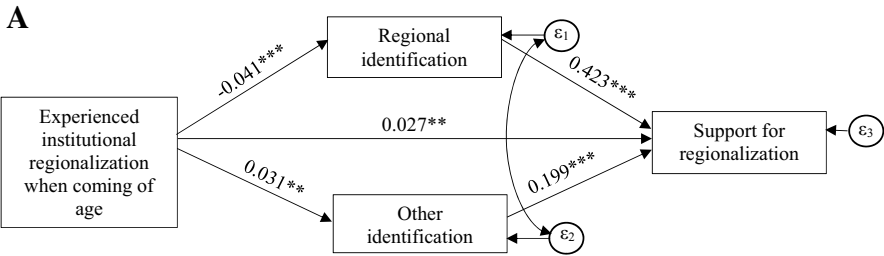 A
Regional
identification
ε1
-0.041***
0.423***
Experienced
institutional
regionalization
when coming of
age
0.027**
Support for
regionalization
ε3
0.031**
0.199***
Other
identification
ε2